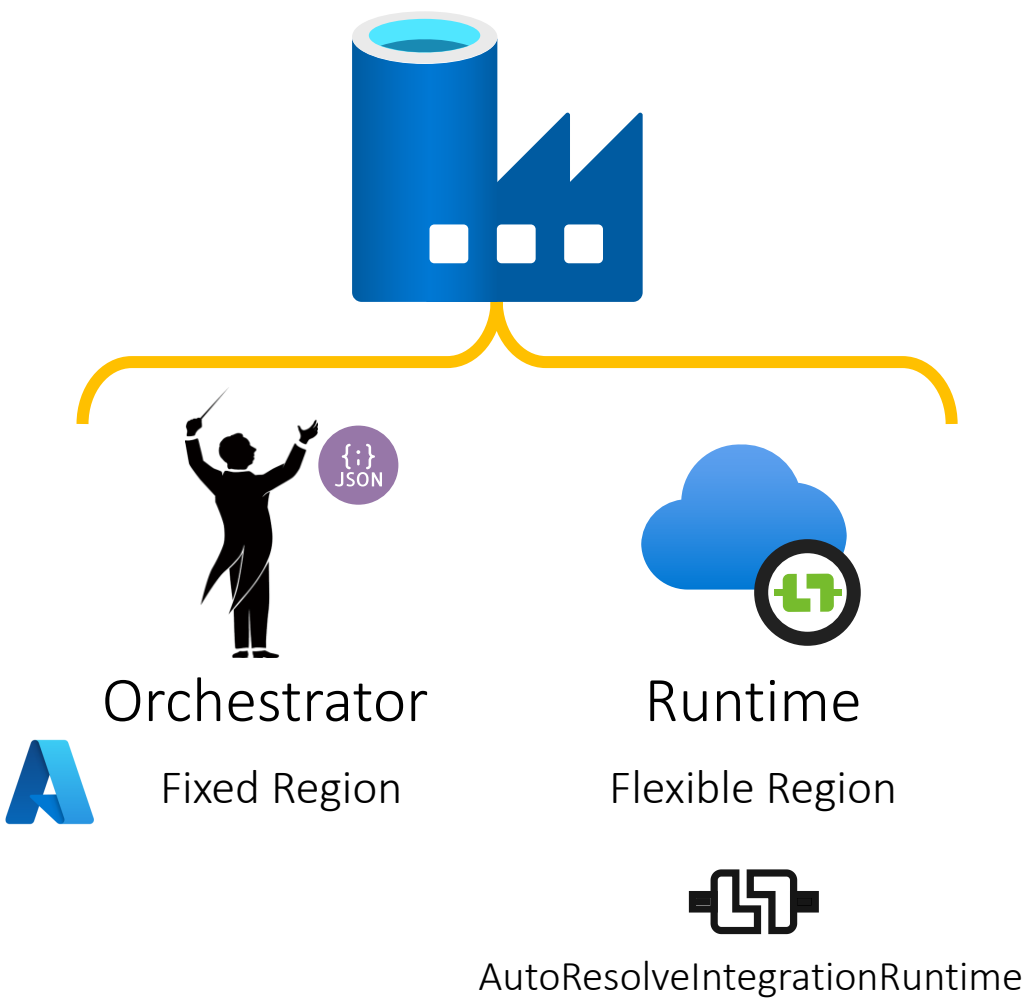 {;}
JSON
Orchestrator
Runtime
Fixed Region
Flexible Region
AutoResolveIntegrationRuntime